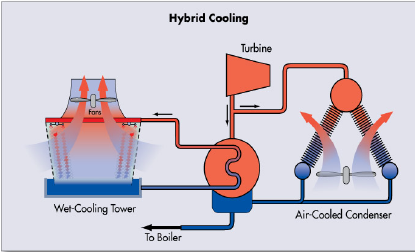 Hybrid Cooling
Turbine
Fans
Wet-Cooling Tower
Air-Cooled Condenser
To Boiler